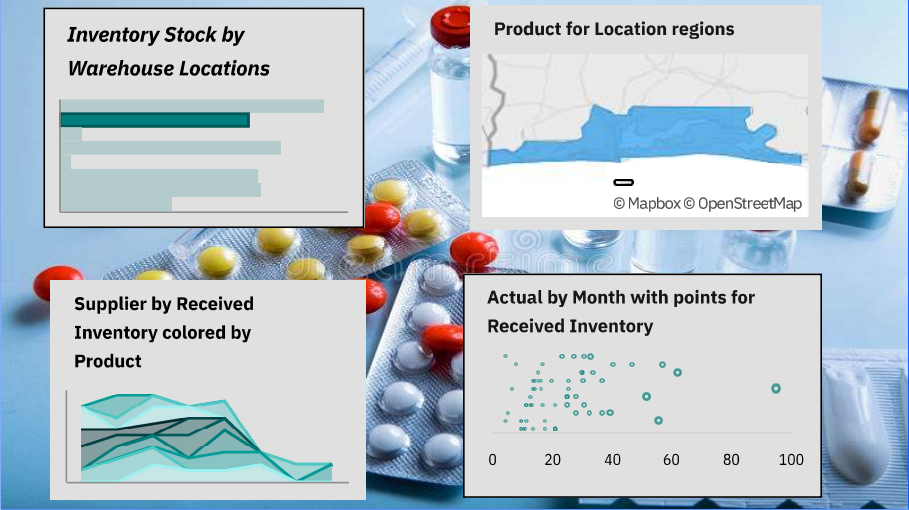 Inventory Stock by
Warehouse Locations
Product for Location regions
© Mapbox © OpenStreetMap
Supplier by Received
Inventory colored by
Product
Actual by Month with points for
Received Inventory
0 20 40 60 80 100